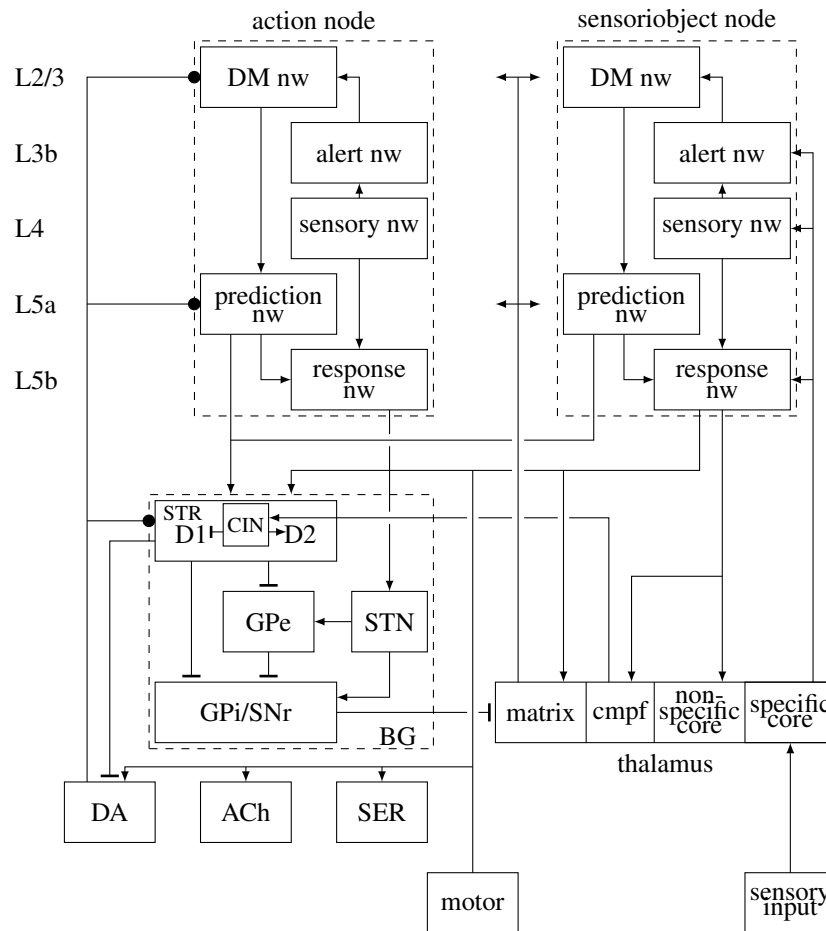 action node
sensoriobject node
L2/3
DM nw
DM nw
L3b
alert nw
alert nw
L4
sensory nw
sensory nw
L5a
prediction
nw
prediction
nw
L5b
response
nw
response
nw
STR
CIN
D1
D2
GPe
STN
GPi/SNr
BG
matrix
cmpf
non-
specific
core
specific
core
thalamus
DA
ACh
SER
motor
sensory
input